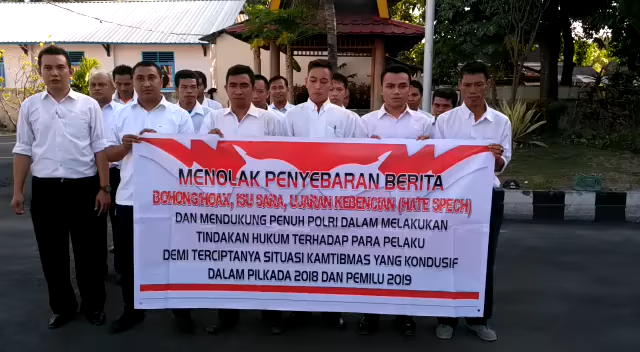 MENOLAK PENYEBARAN BERITA
BOHONG/HOAX, ISU SARA, UJARAN KEBENCIAN (HATE SPECH)
DAN MENDUKUNG PENUH POLRI DALAM MELAKUKAN
TINDAKAN HUKUM TERHADAP PARA PELAKU
DEMI TERCIPTANYA SITUASI KAMTIBMAS YANG KONDUSIF
DALAM PILKADA 2018 DAN PEMILU 2019